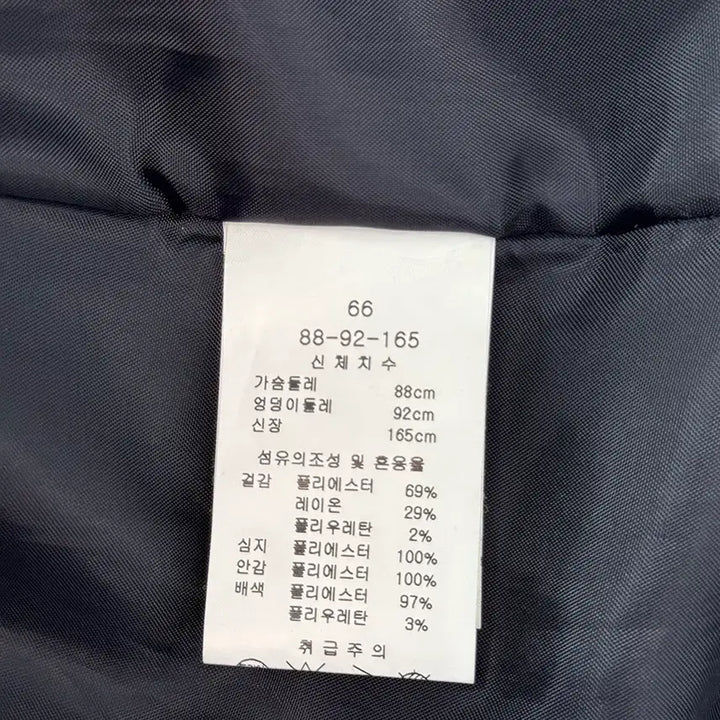 66
88-92-165
신체치수
가슴둘레 88cm
엉덩이둘레 92cm
신장 165cm
섬유의조성 및 혼용율
겉감 폴리에스터 69%
레이온 29%
폴리우레탄 2%
심지 폴리에스터 100%
안감 폴리에스터 100%
배색 폴리에스터 97%
폴리우레탄 3%
취급주의